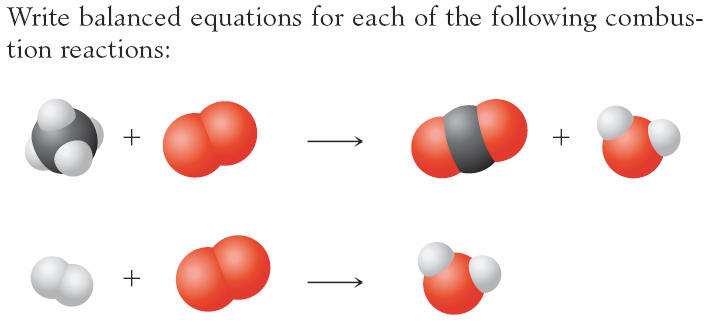 Write balanced equations for each of the following combus-
tion reactions:
+ ⟶ +
+ ⟶